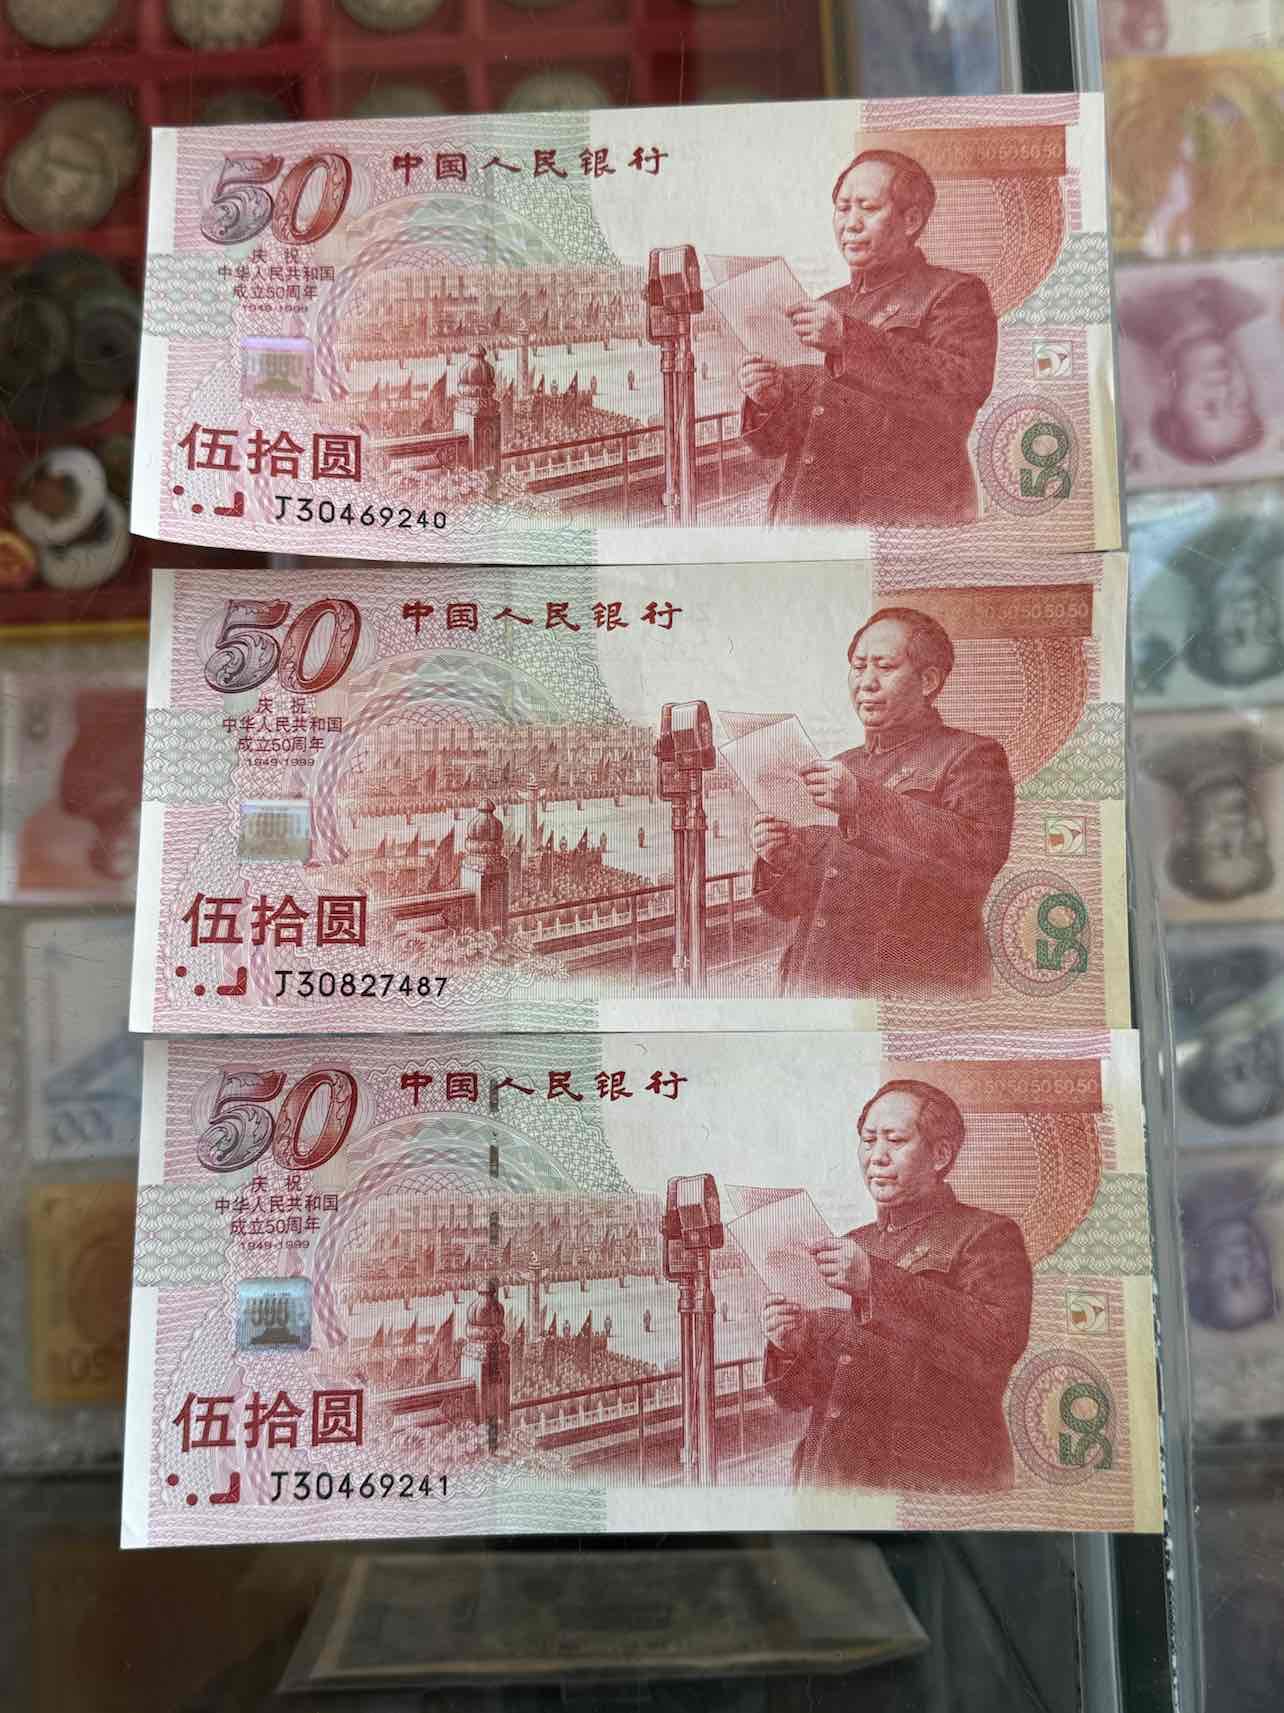 50
中国人民银行
庆祝
中华人民共和国
成立50周年
1949-1999
伍拾圆
J30469240
50
50
中国人民银行
庆祝
中华人民共和国
成立50周年
1949-1999
伍拾圆
J30827487
50
50
中国人民银行
庆祝
中华人民共和国
成立50周年
1949-1999
伍拾圆
J30469241
50